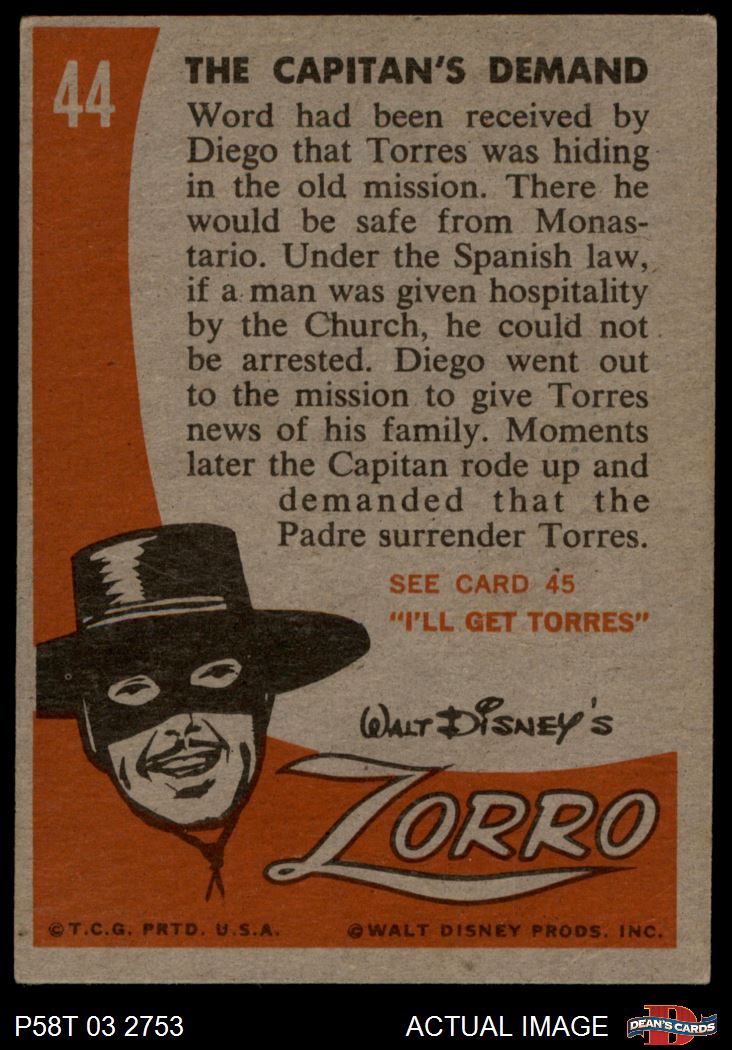 44
THE CAPITAN'S DEMAND
Word had been received by
Diego that Torres was hiding
in the old mission. There he
would be safe from Monas-
tario. Under the Spanish law,
if a man was given hospitality
by the Church, he could not
be arrested. Diego went out
to the mission to give Torres
news of his family. Moments
later the Capitan rode up and
demanded that the
Padre surrender Torres.
SEE CARD 45
"I'LL GET TORRES"
WALT DISNEY'S
ZORRO
©T.C.G. PRTD. U.S.A. ©WALT DISNEY PRODS. INC.
P58T 03 2753 ACTUAL IMAGE D DEAN'S CARDS